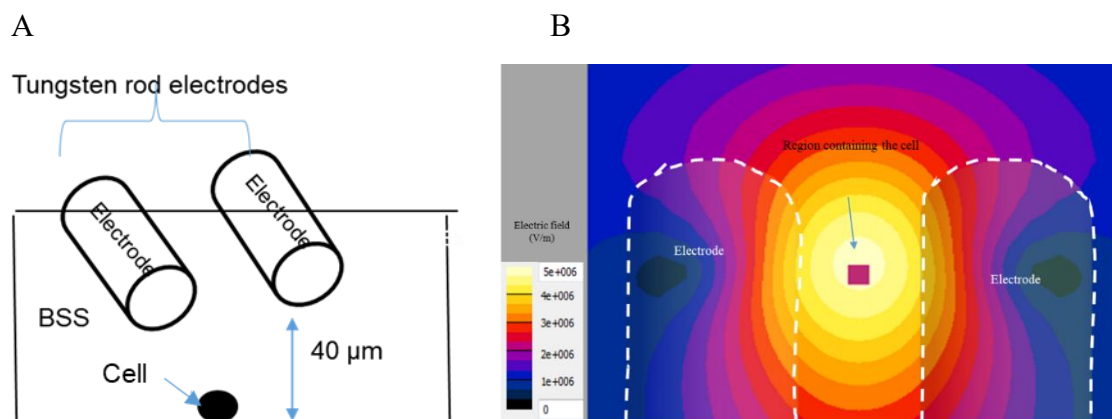 A
B
Tungsten rod electrodes
Electrode
Electrode
BSS
Cell
40 µm
Region containing the cell
Electrode
Electrode
Electric field
(V/m)
5e+006
4e+006
3e+006
2e+006
1e+006
0